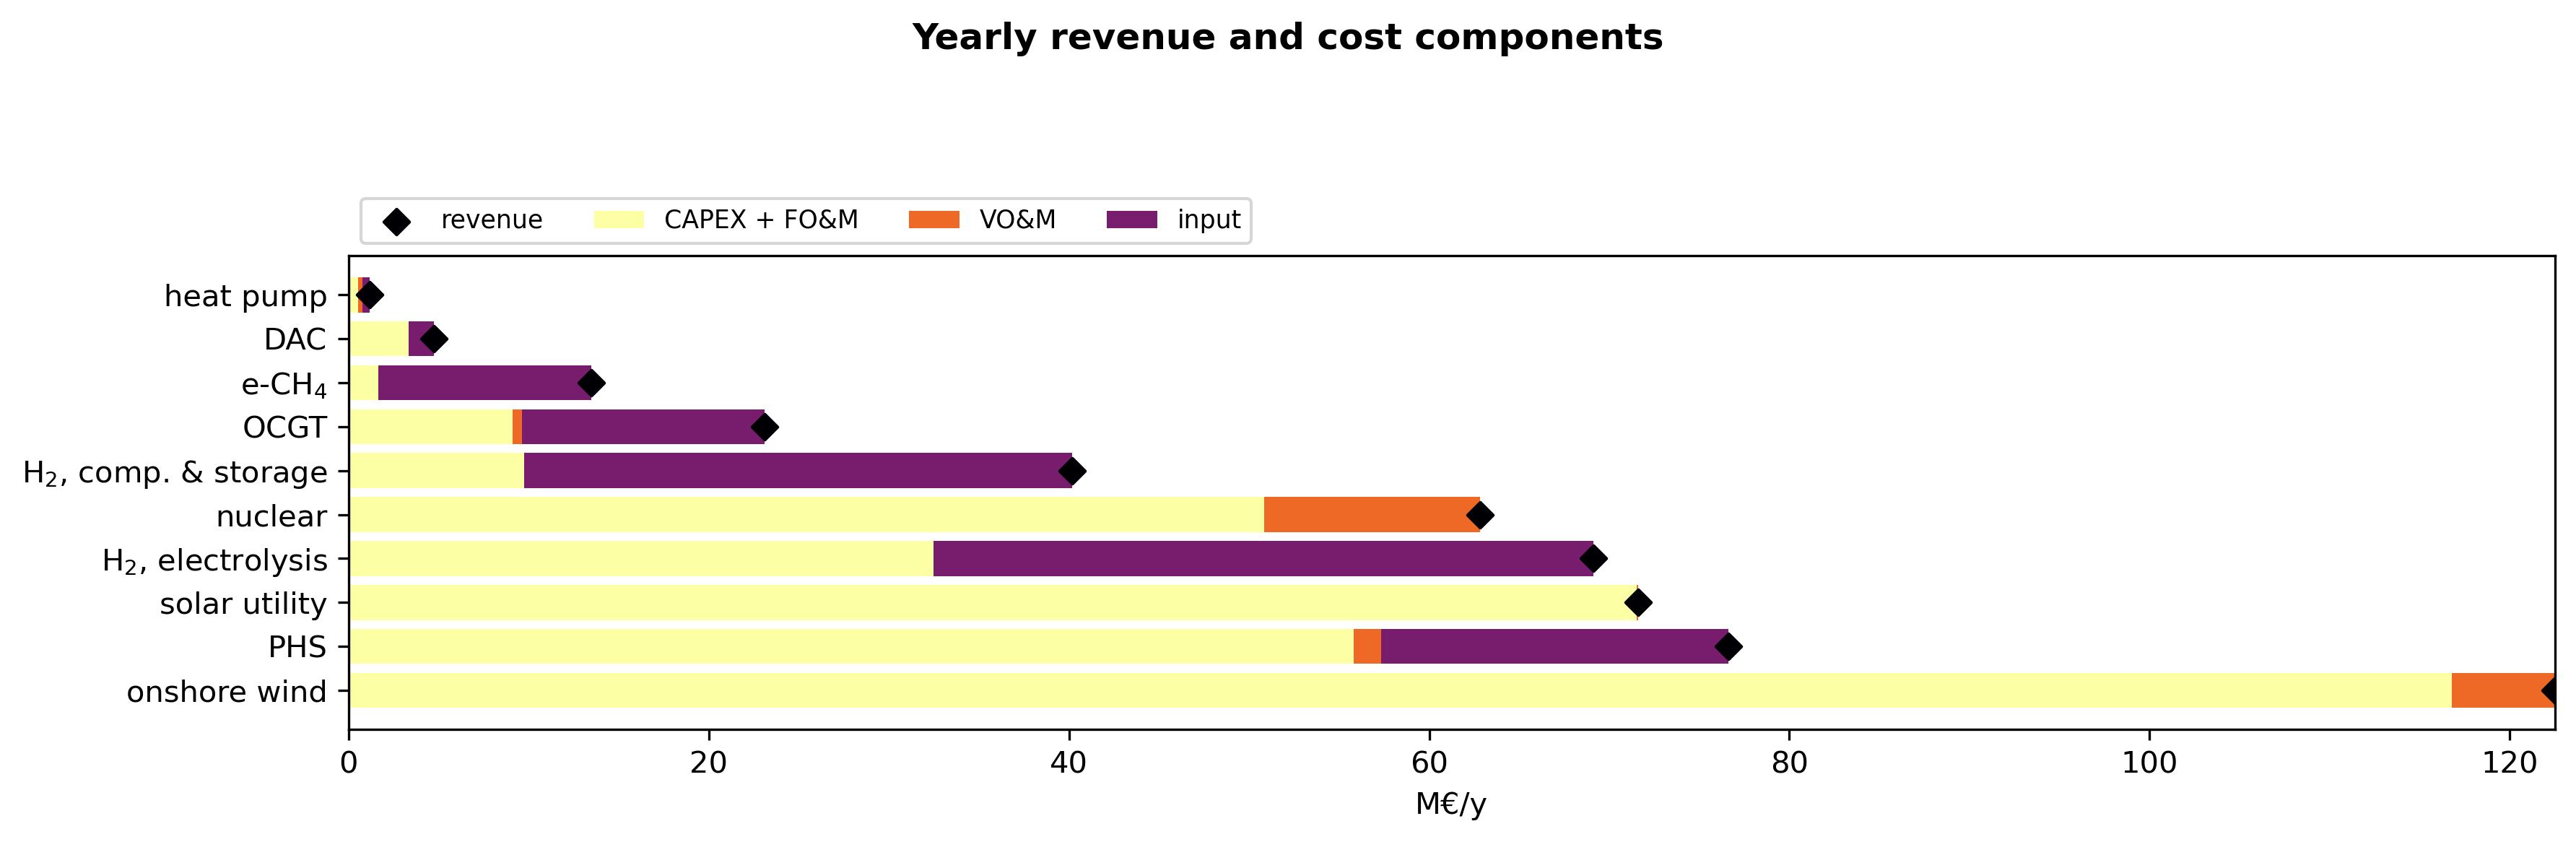 Yearly revenue and cost components
revenue CAPEX + FO&M VO&M input
heat pump
DAC
e-CH₄
OCGT
H₂, comp. & storage
nuclear
H₂, electrolysis
solar utility
PHS
onshore wind
0 20 40 60 80 100 120
M€/y